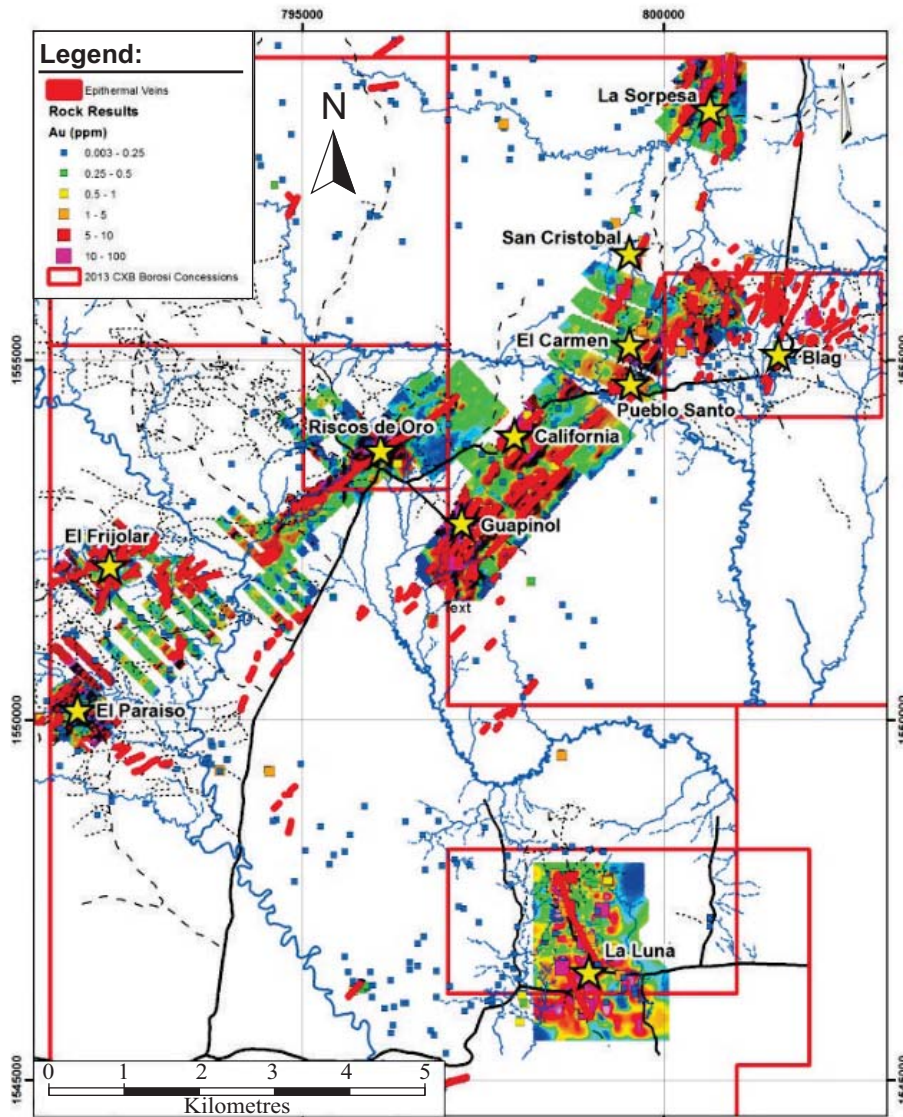 795000
800000
Legend:
Epithermal Veins
Rock Results
Au (ppm)
0.003 - 0.25
0.25 - 0.5
0.5 - 1
1 - 5
5 - 10
10 - 100
2013 CXB Borosi Concessions
N
La Sorpesa
San Cristobal
El Carmen
Blag
Pueblo Santo
1555000
1555000
Riscos de Oro
California
Guapinol
El Frijolar
ext
El Paraiso
1550000
1550000
La Luna
0 1 2 3 4 5
Kilometres
1545000
1545000